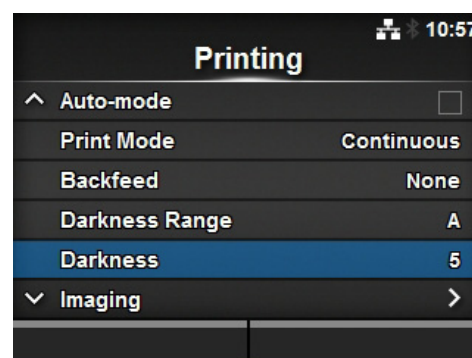 10:57
Printing
Auto-mode
Print Mode Continuous
Backfeed None
Darkness Range A
Darkness 5
Imaging